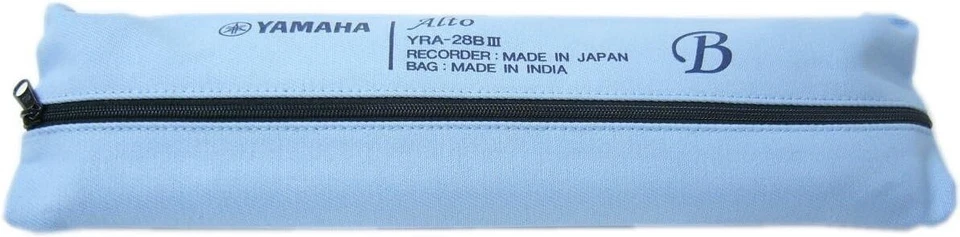 YAMAHA
Alto
YRA-28BIII
RECORDER : MADE IN JAPAN
BAG : MADE IN INDIA
B